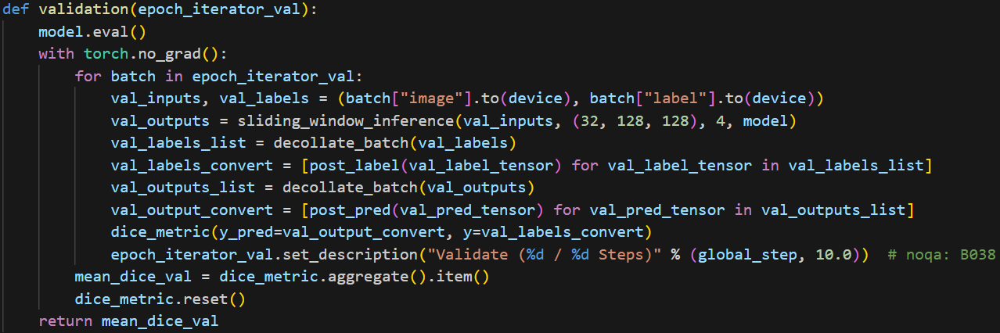 def validation(epoch_iterator_val):
    model.eval()
    with torch.no_grad():
        for batch in epoch_iterator_val:
            val_inputs, val_labels = (batch["image"].to(device), batch["label"].to(device))
            val_outputs = sliding_window_inference(val_inputs, (32, 128, 128), 4, model)
            val_labels_list = decollate_batch(val_labels)
            val_labels_convert = [post_label(val_label_tensor) for val_label_tensor in val_labels_list]
            val_outputs_list = decollate_batch(val_outputs)
            val_output_convert = [post_pred(val_pred_tensor) for val_pred_tensor in val_outputs_list]
            dice_metric(y_pred=val_output_convert, y=val_labels_convert)
            epoch_iterator_val.set_description("Validate (%d / %d Steps)" % (global_step, 10.0))  # noqa: B038
        mean_dice_val = dice_metric.aggregate().item()
        dice_metric.reset()
    return mean_dice_val